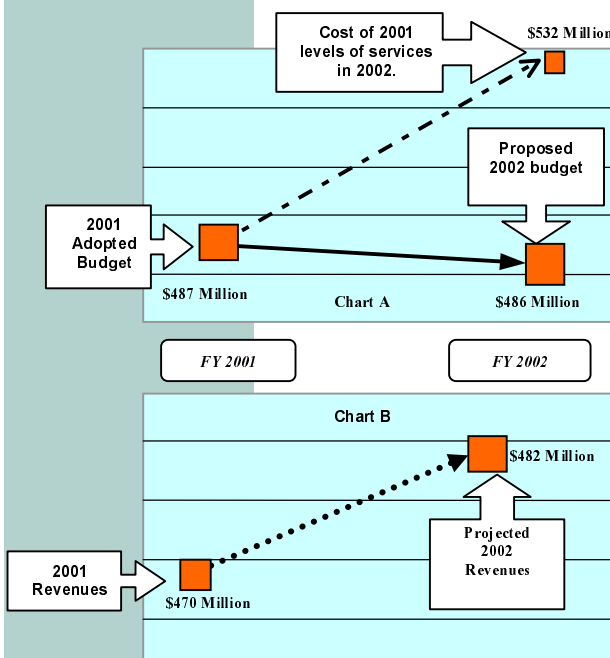 Cost of 2001
levels of services
in 2002.
$532 Million
Proposed
2002 budget
2001
Adopted
Budget
$487 Million
Chart A
$486 Million
FY 2001
FY 2002
Chart B
$482 Million
Projected
2002
Revenues
2001
Revenues
$470 Million